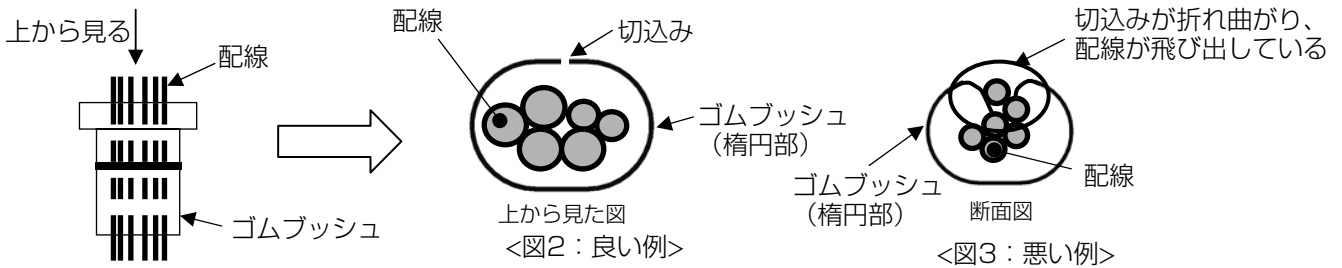 上から見る
配線
ゴムブッシュ
配線
切込み
ゴムブッシュ
（楕円部）
上から見た図
<図2：良い例>
切込みが折れ曲がり、
配線が飛び出している
ゴムブッシュ
（楕円部）
配線
断面図
<図3：悪い例>